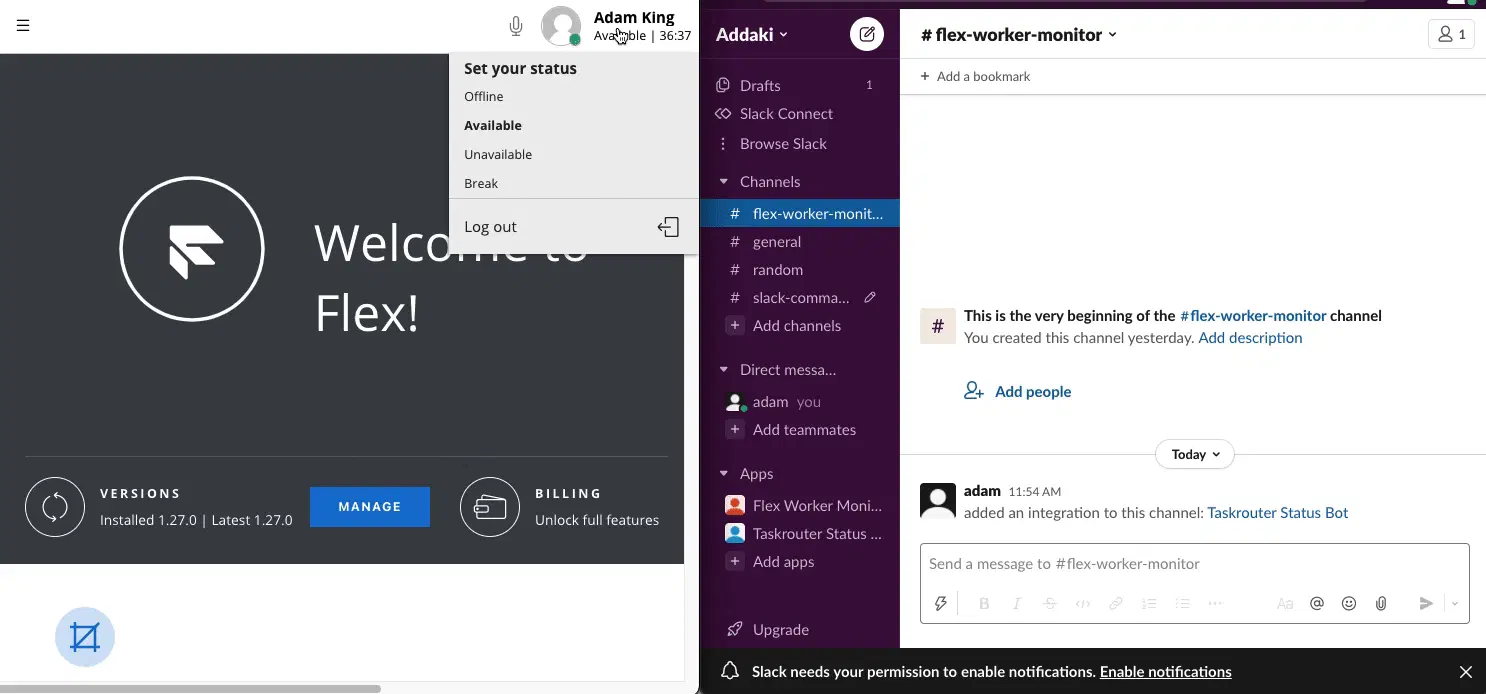 Adam King
Available | 36:37
Set your status
Offline
Available
Unavailable
Break
Log out
Welcome to
Flex!
VERSIONS
Installed 1.27.0 | Latest 1.27.0
MANAGE
BILLING
Unlock full features
Addaki
Drafts 1
Slack Connect
Browse Slack
Channels
# flex-worker-monit...
# general
# random
# slack-comma...
+ Add channels
Direct messa...
adam you
+ Add teammates
Apps
Flex Worker Moni...
Taskrouter Status ...
+ Add apps
Upgrade
# flex-worker-monitor
1
+ Add a bookmark
#
This is the very beginning of the #flex-worker-monitor channel
You created this channel yesterday. Add description
Add people
Today
adam 11:54 AM
added an integration to this channel: Taskrouter Status Bot
Send a message to #flex-worker-monitor
B I S </> Aa @
Slack needs your permission to enable notifications. Enable notifications